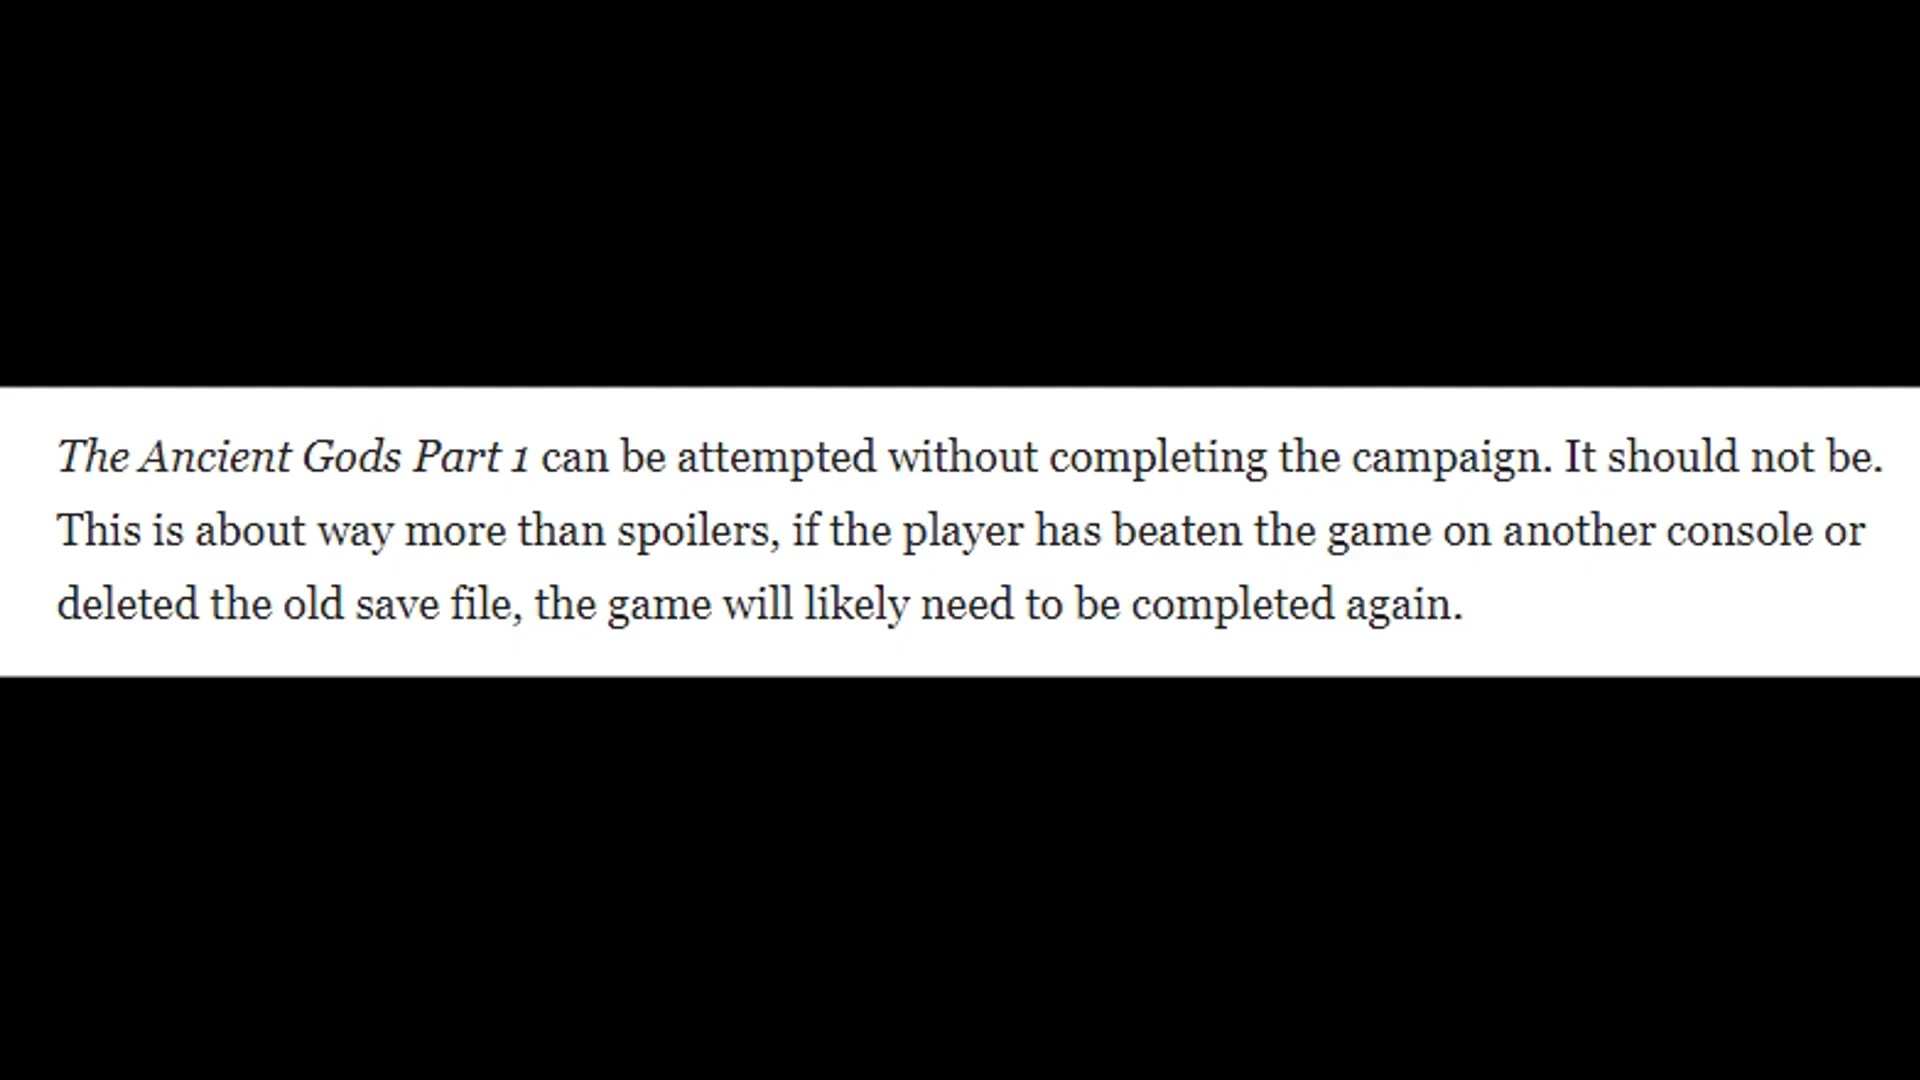 The Ancient Gods Part 1 can be attempted without completing the campaign. It should not be.
This is about way more than spoilers, if the player has beaten the game on another console or
deleted the old save file, the game will likely need to be completed again.